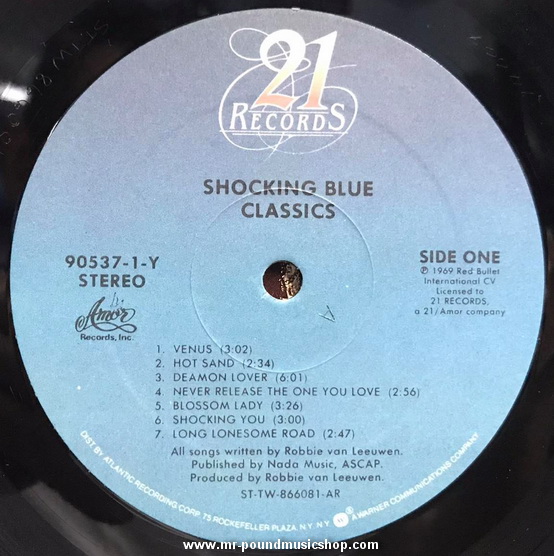 21
RECORDS
SHOCKING BLUE
CLASSICS
90537-1-Y
STEREO
Amor
Records, Inc.
SIDE ONE
℗ 1969 Red Bullet
International CV
Licensed to
21 RECORDS,
a 21/Amor company
1. VENUS (3:02)
2. HOT SAND (2:34)
3. DEAMON LOVER (6:01)
4. NEVER RELEASE THE ONE YOU LOVE (2:56)
5. BLOSSOM LADY (3:26)
6. SHOCKING YOU (3:00)
7. LONG LONESOME ROAD (2:47)
All songs written by Robbie van Leeuwen.
Published by Nada Music, ASCAP.
Produced by Robbie van Leeuwen.
ST-TW-866081-AR
DIST. BY ATLANTIC RECORDING CORP. 75 ROCKEFELLER PLAZA, N.Y. N.Y. A WARNER COMMUNICATIONS COMPANY
www.mr-poundmusicshop.com